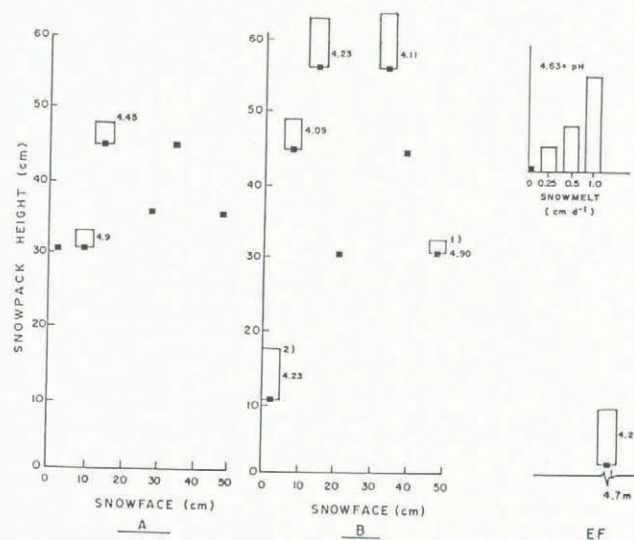 60
50
40
30
20
10
0
SNOWPACK HEIGHT (cm)
4.45
4.9
0 10 20 30 40 50
SNOWFACE (cm)
A
60
50
40
30
20
10
0
4.23
4.11
4.09
1)
4.90
2)
4.23
0 20 40 60
SNOWFACE (cm)
B
4.63= pH
0 0.25 0.5 1.0
SNOWMELT
(cm d⁻¹)
4.2
4.7m
EF